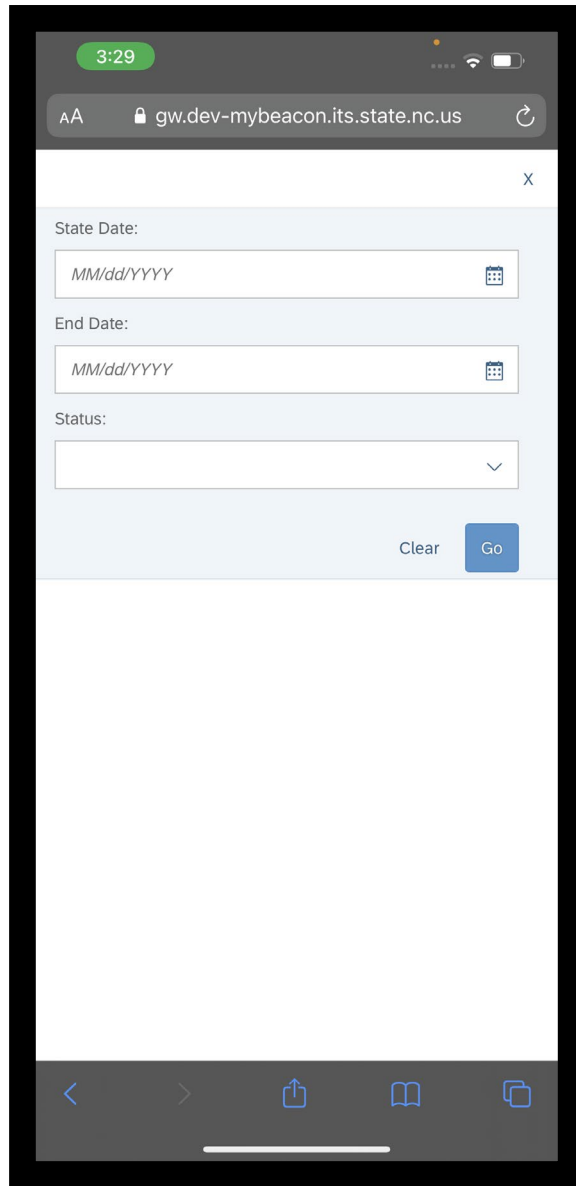 3:29
AA gw.dev-mybeacon.its.state.nc.us
X
State Date:
MM/dd/YYYY
End Date:
MM/dd/YYYY
Status:
Clear Go